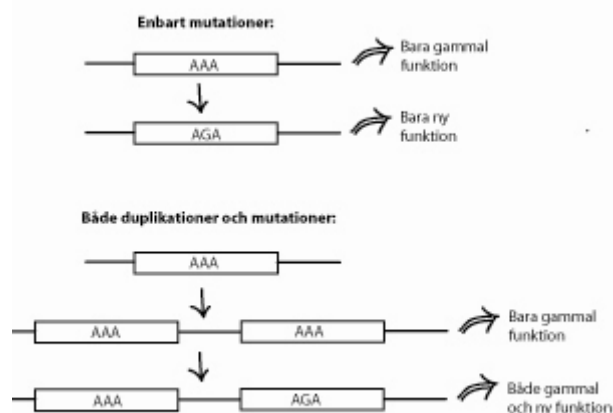 Enbart mutationer:
AAA
Bara gammal
funktion
AGA
Bara ny
funktion
Både duplikationer och mutationer:
AAA
AAA
AAA
Bara gammal
funktion
AAA
AGA
Både gammal
och ny funktion